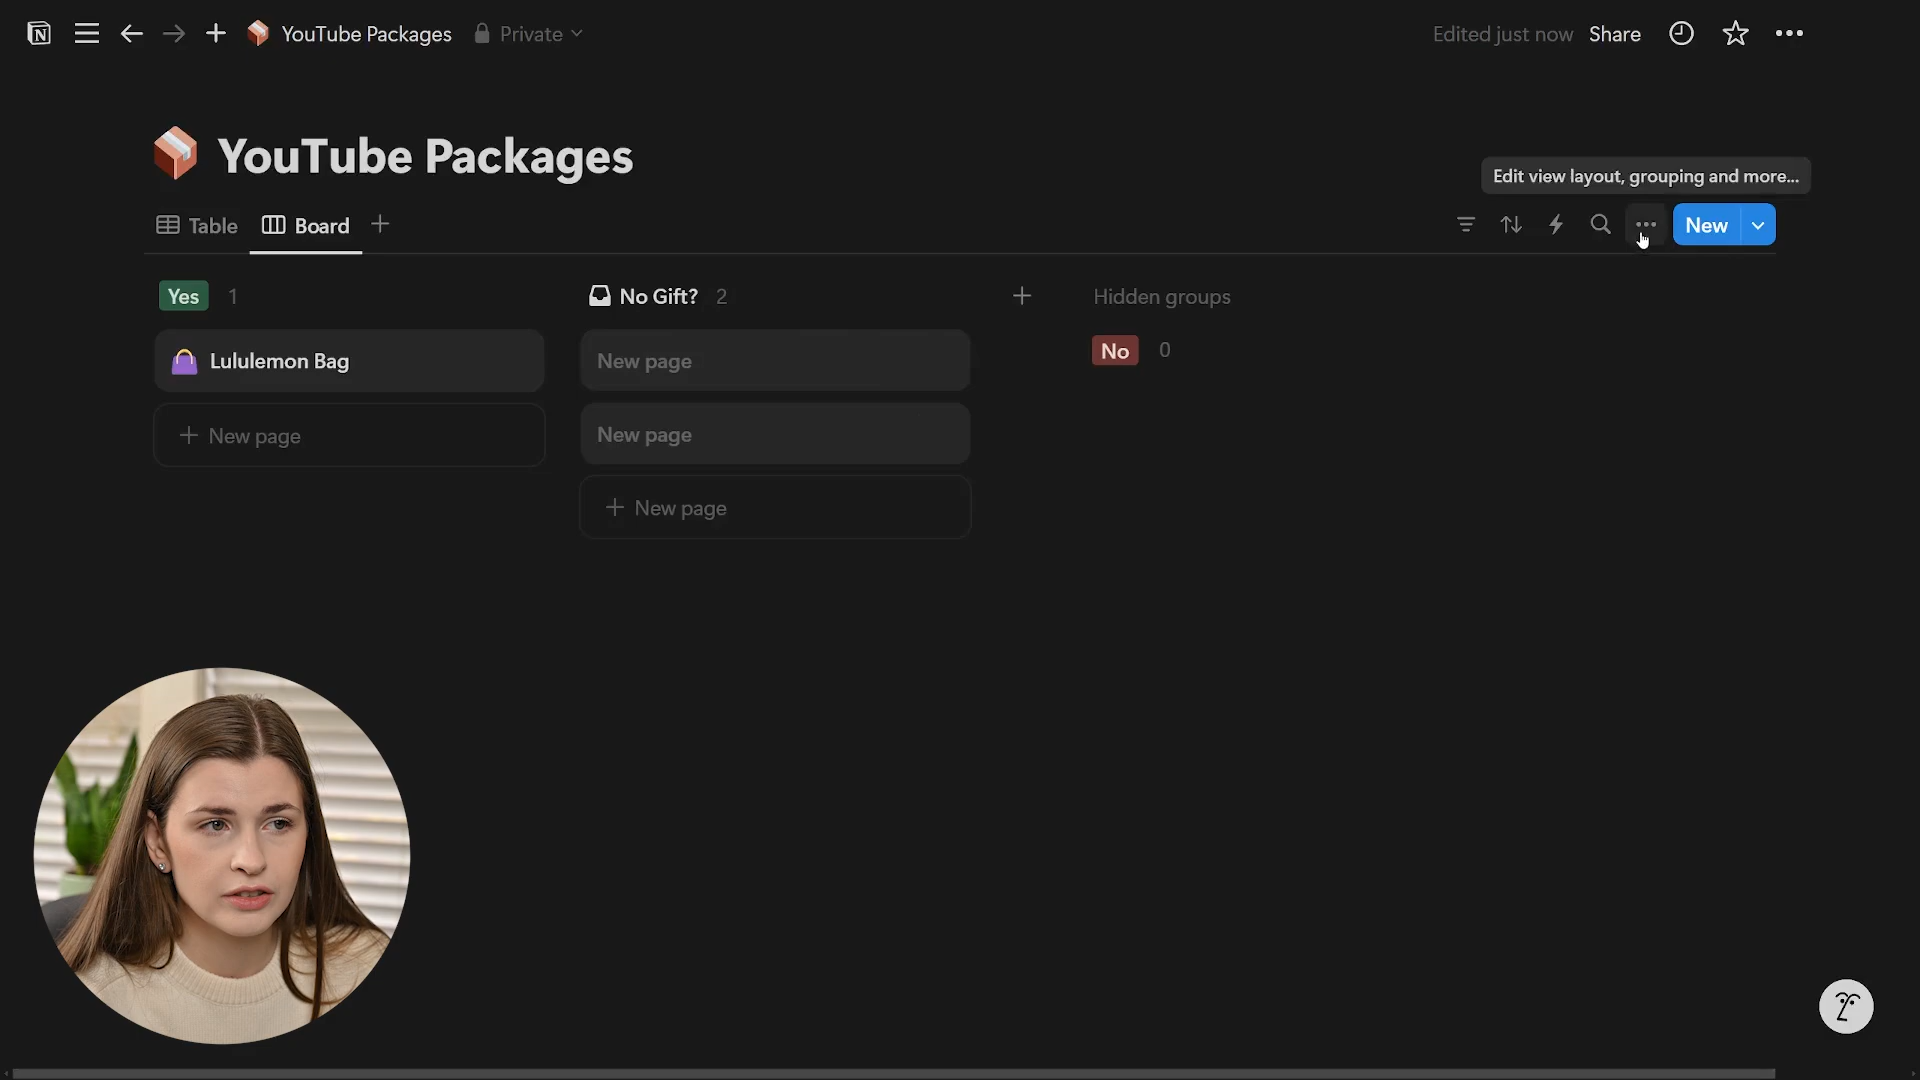 YouTube Packages Private Edited just now Share
YouTube Packages
Edit view layout, grouping and more...
Table Board New
Yes 1 No Gift? 2 Hidden groups
No 0
Lululemon Bag New page
New page New page
New page